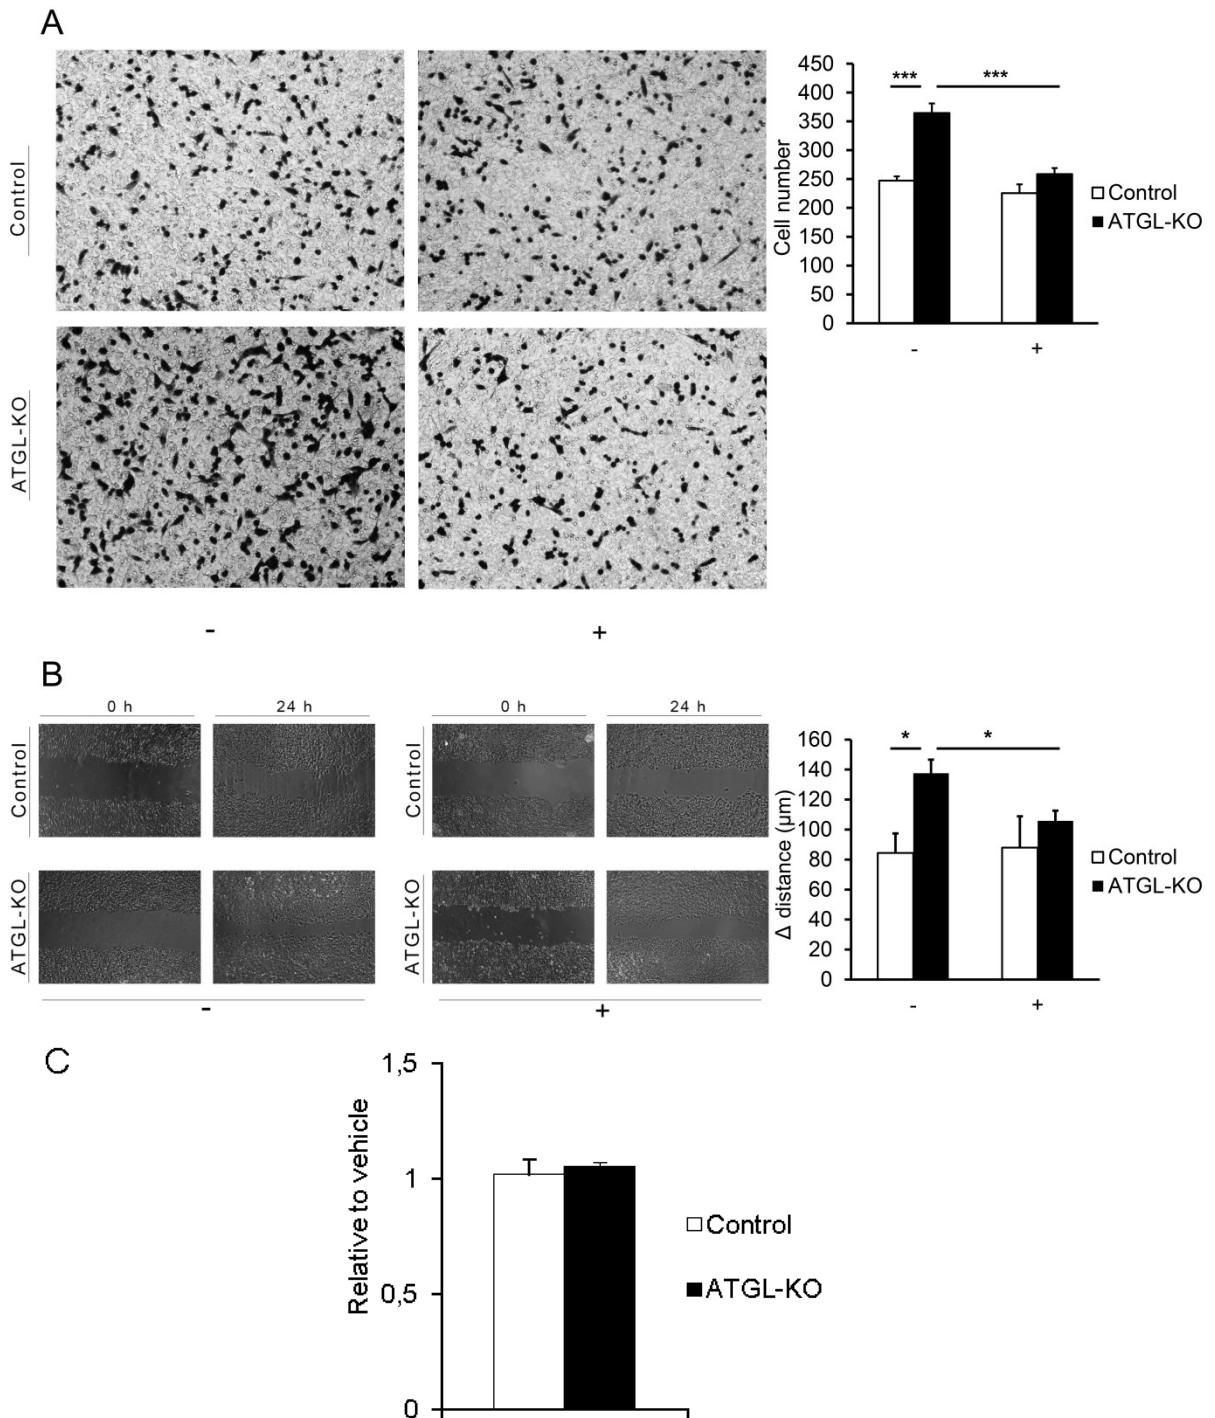 A
Control
ATGL-KO
-
+
450
400
350
300
250
200
150
100
50
0
Cell number
***
***
-
+
Control
ATGL-KO
B
0 h
24 h
0 h
24 h
Control
ATGL-KO
Control
ATGL-KO
-
+
160
140
120
100
80
60
40
20
0
Δ distance (µm)
*
*
-
+
Control
ATGL-KO
C
1,5
1
0,5
0
Relative to vehicle
Control
ATGL-KO